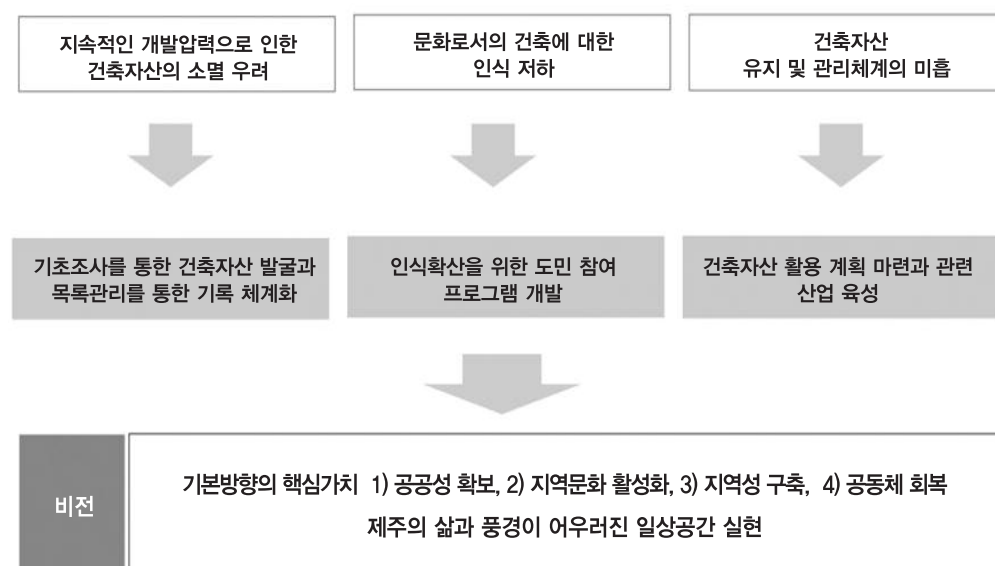 지속적인 개발압력으로 인한
건축자산의 소멸 우려
문화로서의 건축에 대한
인식 저하
건축자산
유지 및 관리체계의 미흡
기초조사를 통한 건축자산 발굴과
목록관리를 통한 기록 체계화
인식확산을 위한 도민 참여
프로그램 개발
건축자산 활용 계획 마련과 관련
산업 육성
비전
기본방향의 핵심가치 1) 공공성 확보, 2) 지역문화 활성화, 3) 지역성 구축, 4) 공동체 회복
제주의 삶과 풍경이 어우러진 일상공간 실현